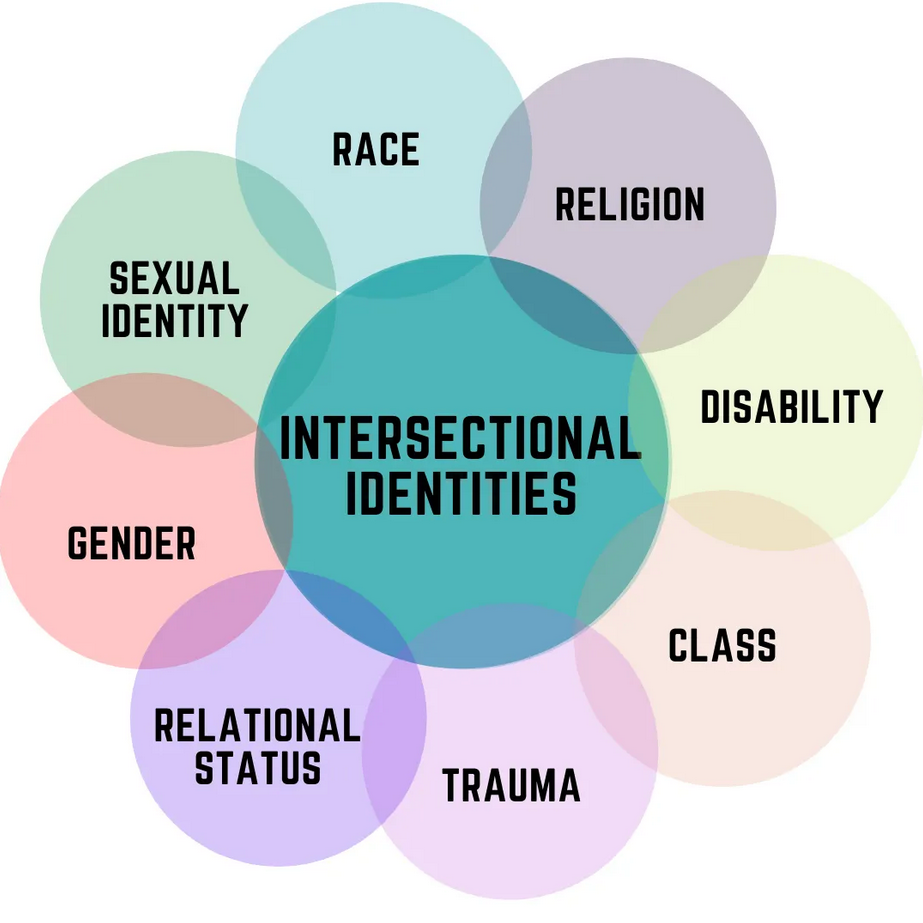 RACE
RELIGION
SEXUAL
IDENTITY
DISABILITY
INTERSECTIONAL
IDENTITIES
GENDER
CLASS
RELATIONAL
STATUS
TRAUMA